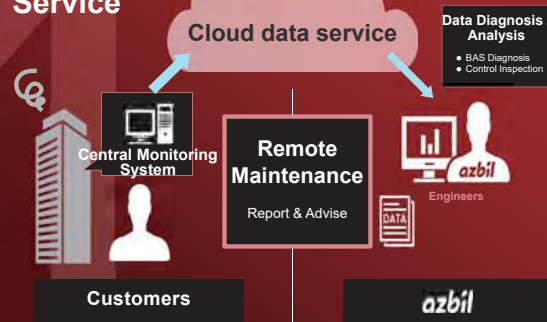 Service
Cloud data service
Data Diagnosis
Analysis
● BAS Diagnosis
● Control Inspection
Central Monitoring
System
Remote
Maintenance
Report & Advise
azbil
Engineers
DATA
Customers
azbil